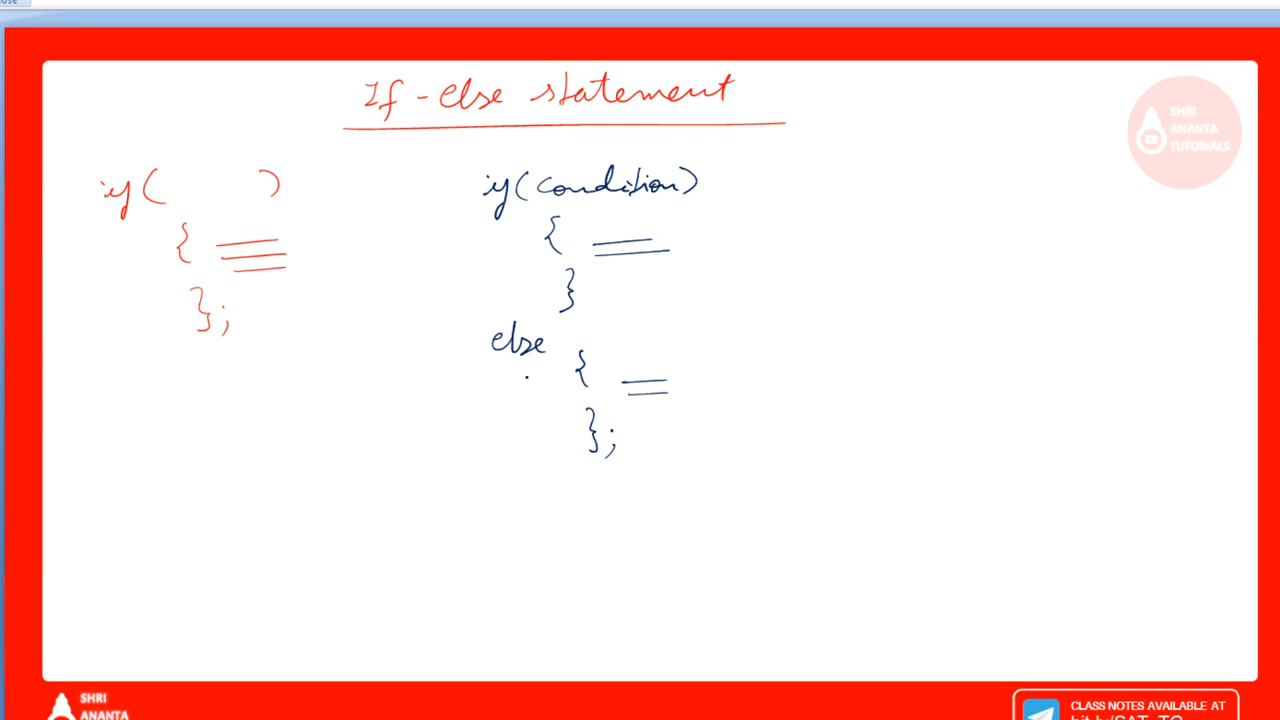 If-else statement
if( )
{
};
if(condition)
{
}
else
{
};
SHRI
ANANTA
TUTORIALS
SHRI
ANANTA
CLASS NOTES AVAILABLE AT